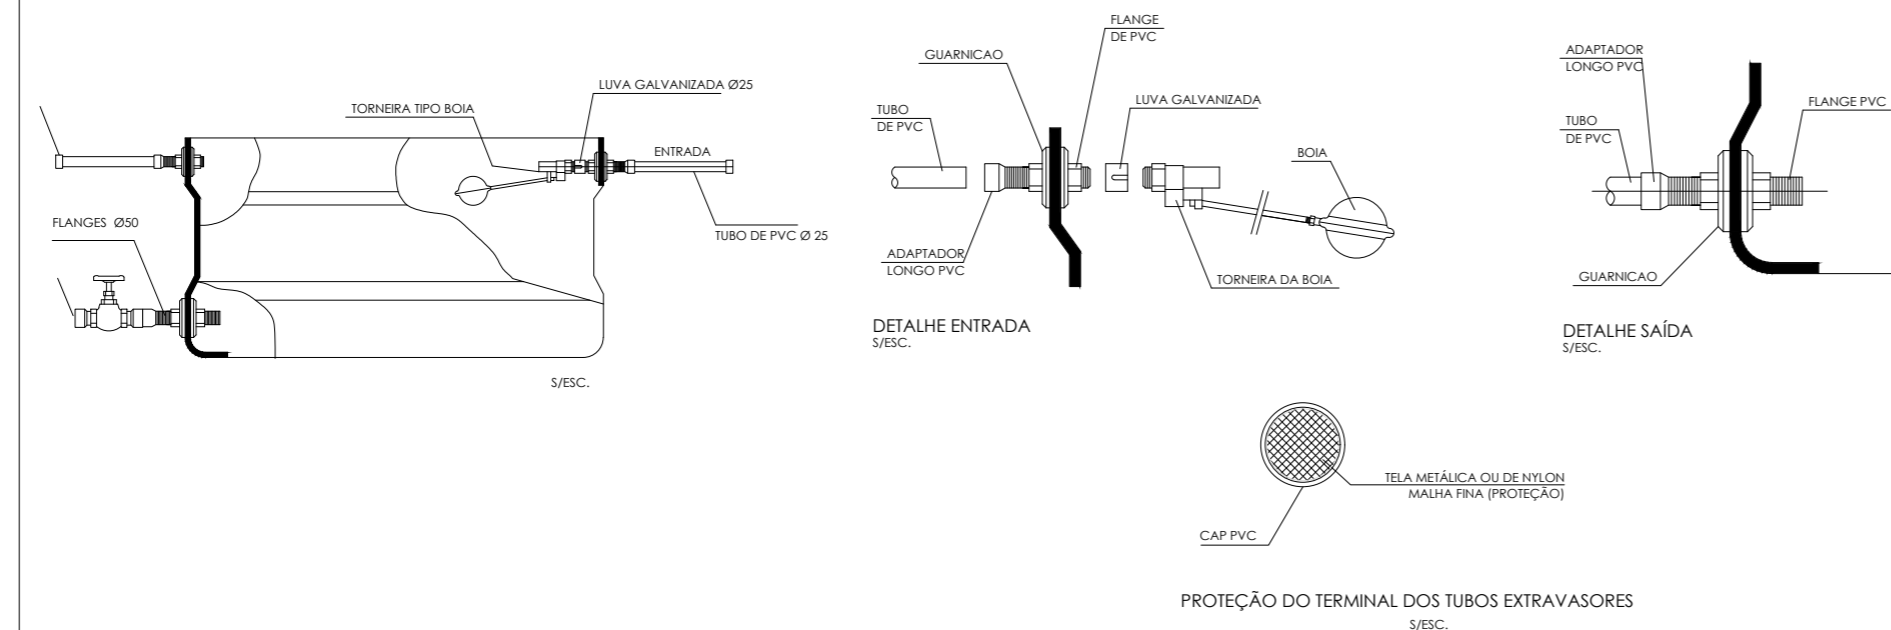 LUVA GALVANIZADA Ø25
TORNEIRA TIPO BOIA
ENTRADA
FLANGES Ø50
TUBO DE PVC Ø 25
S/ESC.
FLANGE
DE PVC
GUARNICAO
TUBO
DE PVC
LUVA GALVANIZADA
BOIA
ADAPTADOR
LONGO PVC
TORNEIRA DA BOIA
DETALHE ENTRADA
S/ESC.
ADAPTADOR
LONGO PVC
FLANGE PVC
TUBO
DE PVC
GUARNICAO
DETALHE SAÍDA
S/ESC.
TELA METÁLICA OU DE NYLON
MALHA FINA (PROTEÇÃO)
CAP PVC
PROTEÇÃO DO TERMINAL DOS TUBOS EXTRAVASORES
S/ESC.